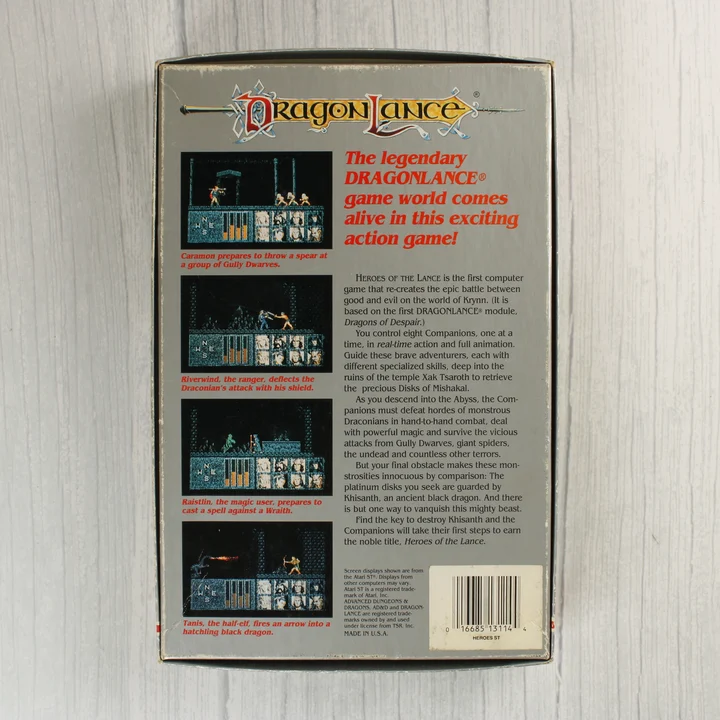 DRAGONLANCE®
The legendary
DRAGONLANCE®
game world comes
alive in this exciting
action game!
Caramon prepares to throw a spear at
a group of Gully Dwarves.
Riverwind, the ranger, deflects the
Draconian's attack with his shield.
Raistlin, the magic user, prepares to
cast a spell against a Wraith.
Tanis, the half-elf, fires an arrow into a
hatchling black dragon.
HEROES OF THE LANCE is the first computer
game that re-creates the epic battle between
good and evil on the world of Krynn. (It is
based on the first DRAGONLANCE® module,
Dragons of Despair.)
You control eight Companions, one at a
time, in real-time action and full animation.
Guide these brave adventurers, each with
different specialized skills, deep into the
ruins of the temple Xak Tsaroth to retrieve
the precious Disks of Mishakal.
As you descend into the Abyss, the Com-
panions must defeat hordes of monstrous
Draconians in hand-to-hand combat, deal
with powerful magic and survive the vicious
attacks from Gully Dwarves, giant spiders,
the undead and countless other terrors.
But your final obstacle makes these mon-
strosities innocuous by comparison: The
platinum disks you seek are guarded by
Khisanth, an ancient black dragon. And there
is but one way to vanquish this mighty beast.
Find the key to destroy Khisanth and the
Companions will take their first steps to earn
the noble title, Heroes of the Lance.
Screen displays shown are from
the Atari ST®. Displays from
other computers may vary.
Atari ST is a registered trade-
mark of Atari, Inc.
ADVANCED DUNGEONS &
DRAGONS, AD&D and DRAGON-
LANCE are registered trade-
marks owned by and used
under license from TSR, Inc.
MADE IN U.S.A.
0 16685 13114 4
HEROES ST